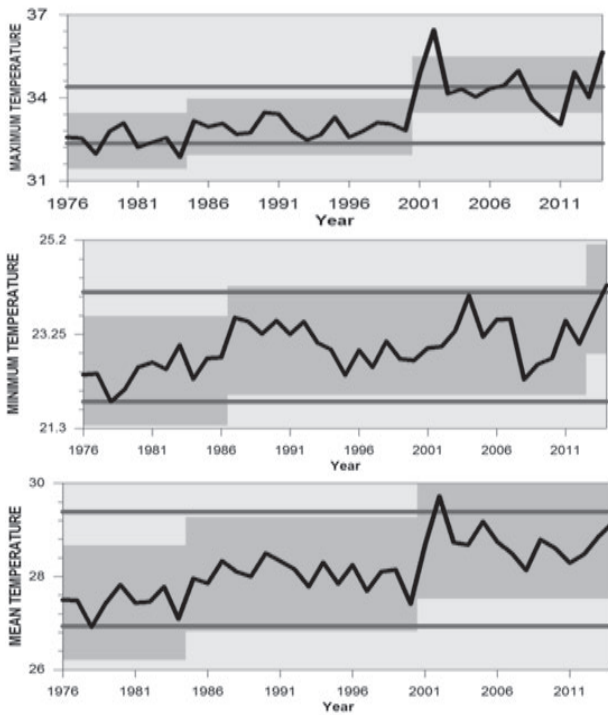 MAXIMUM TEMPERATURE
37
34
31
1976 1981 1986 1991 1996 2001 2006 2011
Year
MINIMUM TEMPERATURE
25.2
23.25
21.3
1976 1981 1986 1991 1996 2001 2006 2011
Year
MEAN TEMPERATURE
30
28
26
1976 1981 1986 1991 1996 2001 2006 2011
Year